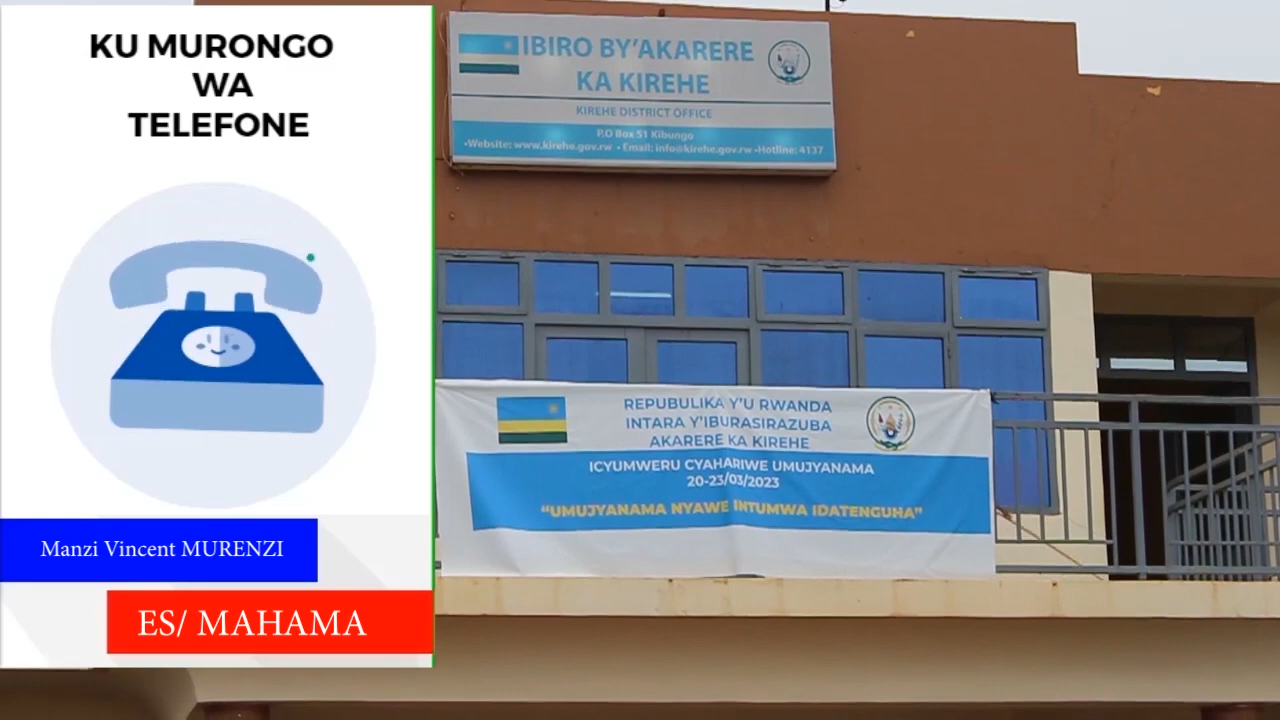 KU MURONGO
WA
TELEFONE
Manzi Vincent MURENZI
ES/ MAHAMA
IBIRO BY'AKARERE
KA KIREHE
KIREHE DISTRICT OFFICE
P.O Box 51 Kibungo
•Website: www.kirehe.gov.rw •Email: info@kirehe.gov.rw •Hotline: 4137
REPUBULIKA Y'U RWANDA
INTARA Y'IBURASIRAZUBA
AKARERE KA KIREHE
ICYUMWERU CYAHARIWE UMUJYANAMA
20-23/03/2023
“UMUJYANAMA NYAWE INTUMWA IDATENGUHA”